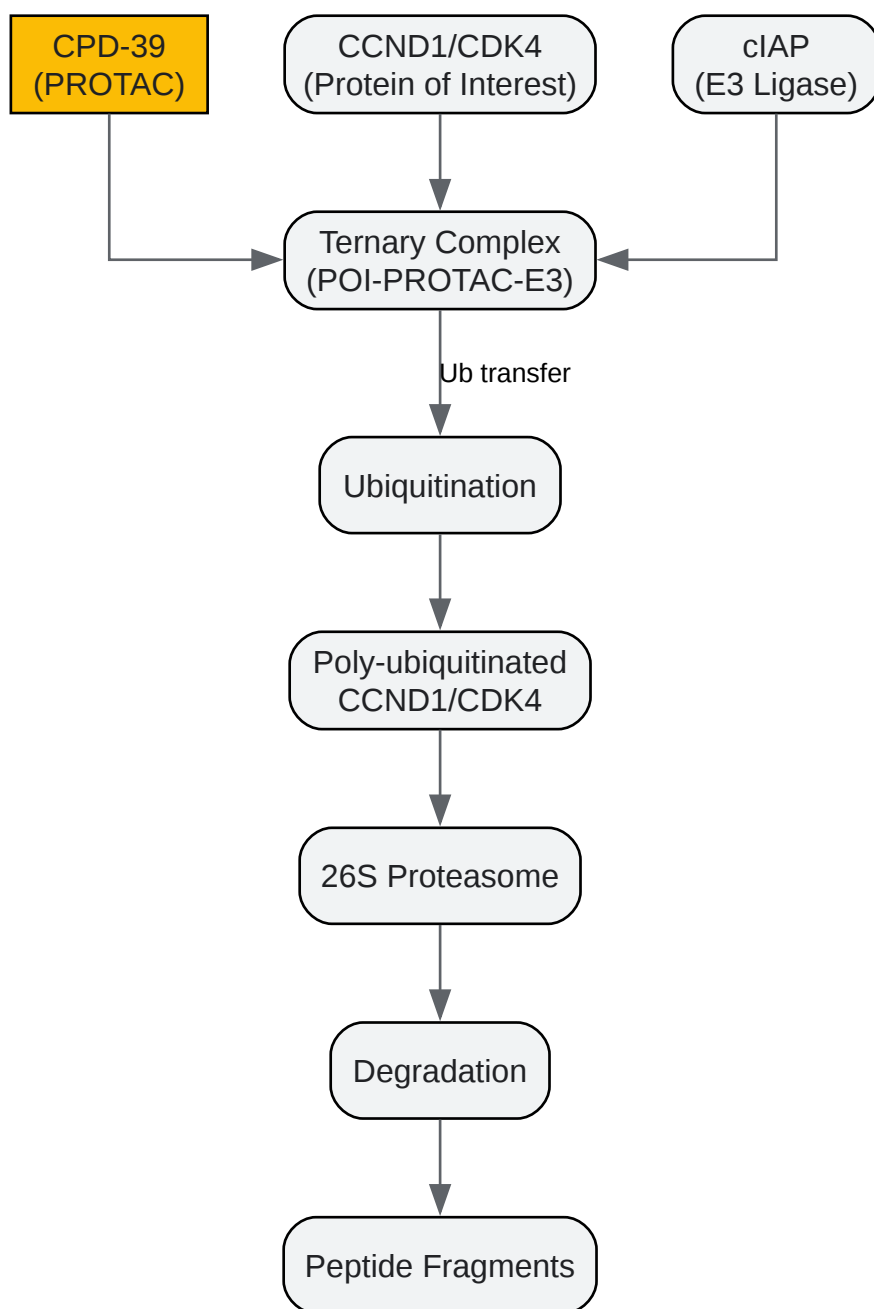 CPD-39
(PROTAC)
CCND1/CDK4
(Protein of Interest)
cIAP
(E3 Ligase)
Ternary Complex
(POI-PROTAC-E3)
Ub transfer
Ubiquitination
Poly-ubiquitinated
CCND1/CDK4
26S Proteasome
Degradation
Peptide Fragments